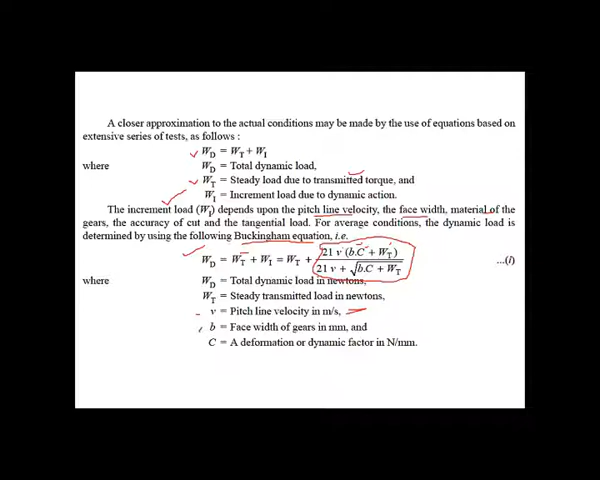 A closer approximation to the actual conditions may be made by the use of equations based on
extensive series of tests, as follows :
W_D = W_T + W_I
where W_D = Total dynamic load,
W_T = Steady load due to transmitted torque, and
W_I = Increment load due to dynamic action.
The increment load (W_I) depends upon the pitch line velocity, the face width, material of the
gears, the accuracy of cut and the tangential load. For average conditions, the dynamic load is
determined by using the following Buckingham equation, i.e.
W_D = W_T + W_I = W_T + \frac{21 v (b.C + W_T)}{21 v + \sqrt{b.C + W_T}} ...(i)
where W_D = Total dynamic load in newtons,
W_T = Steady transmitted load in newtons,
v = Pitch line velocity in m/s,
b = Face width of gears in mm, and
C = A deformation or dynamic factor in N/mm.